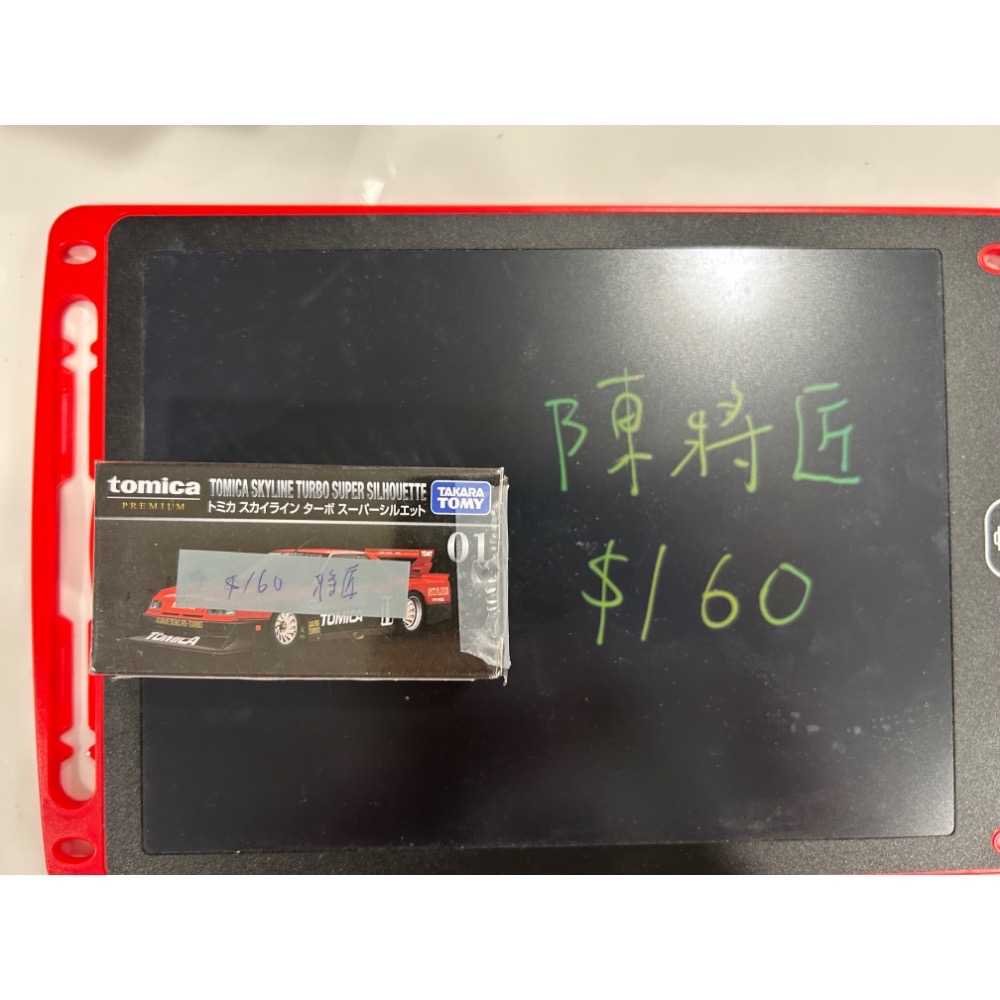 陳將匠
$160
tomica
PREMIUM
TOMICA SKYLINE TURBO SUPER SILHOUETTE
トミカ スカイライン ターボ スーパーシルエット
TAKARA
TOMY
01
$160 將匠
TOMICA
TOMICA